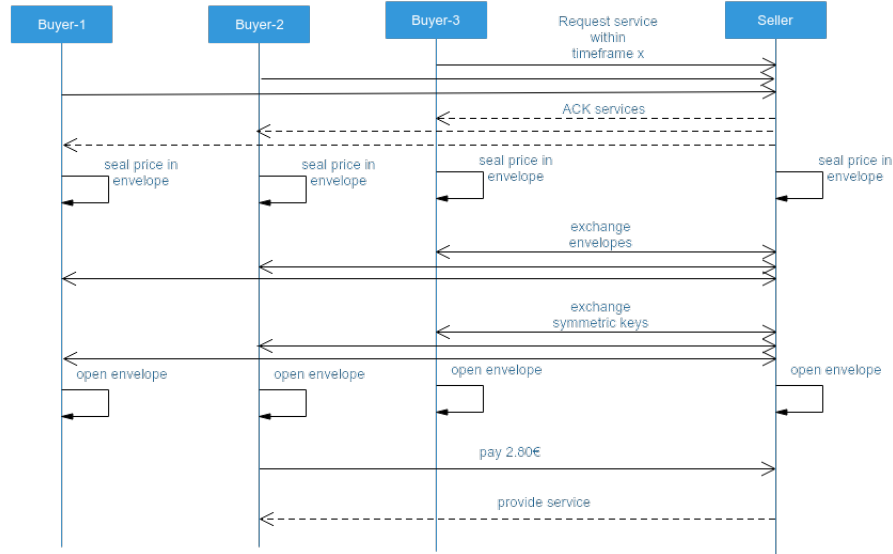 Buyer-1
Buyer-2
Buyer-3
Seller
Request service
within
timeframe x
ACK services
seal price in
envelope
seal price in
envelope
seal price in
envelope
seal price in
envelope
exchange
envelopes
exchange
symmetric keys
open envelope
open envelope
open envelope
open envelope
pay 2.80€
provide service